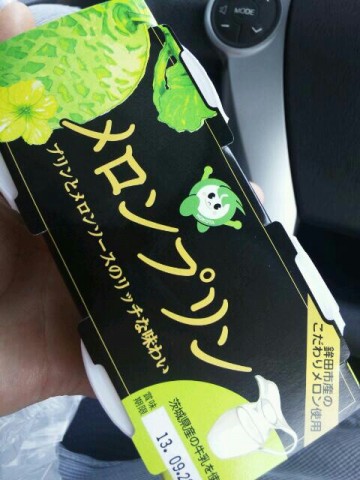 MODE
メロンプリン
プリンとメロンソースのリッチな味わい
鉾田市産の
こだわりメロン使用
茨城県産の牛乳を
賞味
期限
13. 09.2